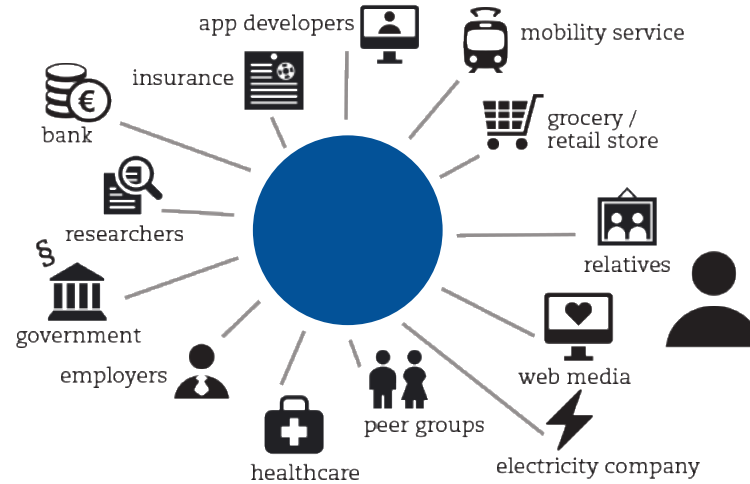 app developers
mobility service
insurance
€
bank
grocery /
retail store
researchers
§
relatives
government
employers
web media
peer groups
healthcare
electricity company